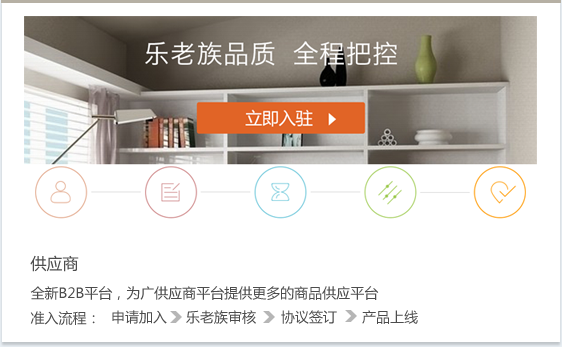 乐老族品质 全程把控
立即入驻
供应商
全新B2B平台，为广供应商平台提供更多的商品供应平台
准入流程： 申请加入 乐老族审核 协议签订 产品上线